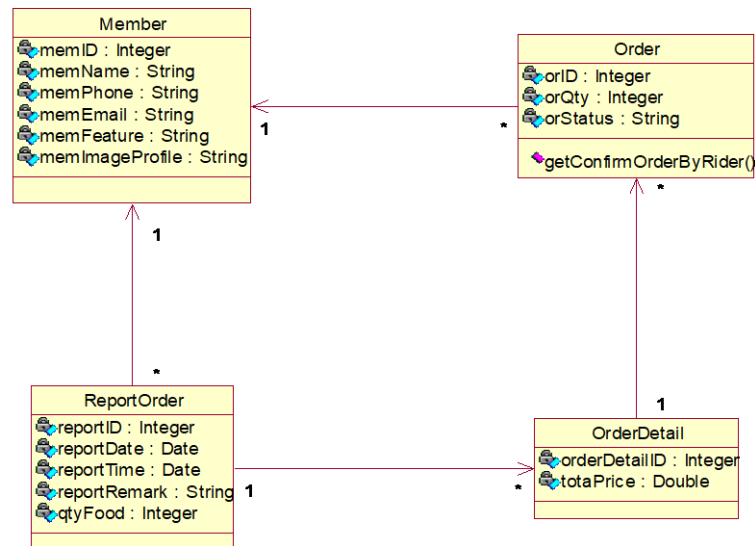 Member
memID : Integer
memName : String
memPhone : String
memEmail : String
memFeature : String
memImageProfile : String
Order
orID : Integer
orQty : Integer
orStatus : String
getConfirmOrderByRider()
1
*
1
*
*
1
ReportOrder
reportID : Integer
reportDate : Date
reportTime : Date
reportRemark : String
qtyFood : Integer
1
*
OrderDetail
orderDetailID : Integer
totaPrice : Double